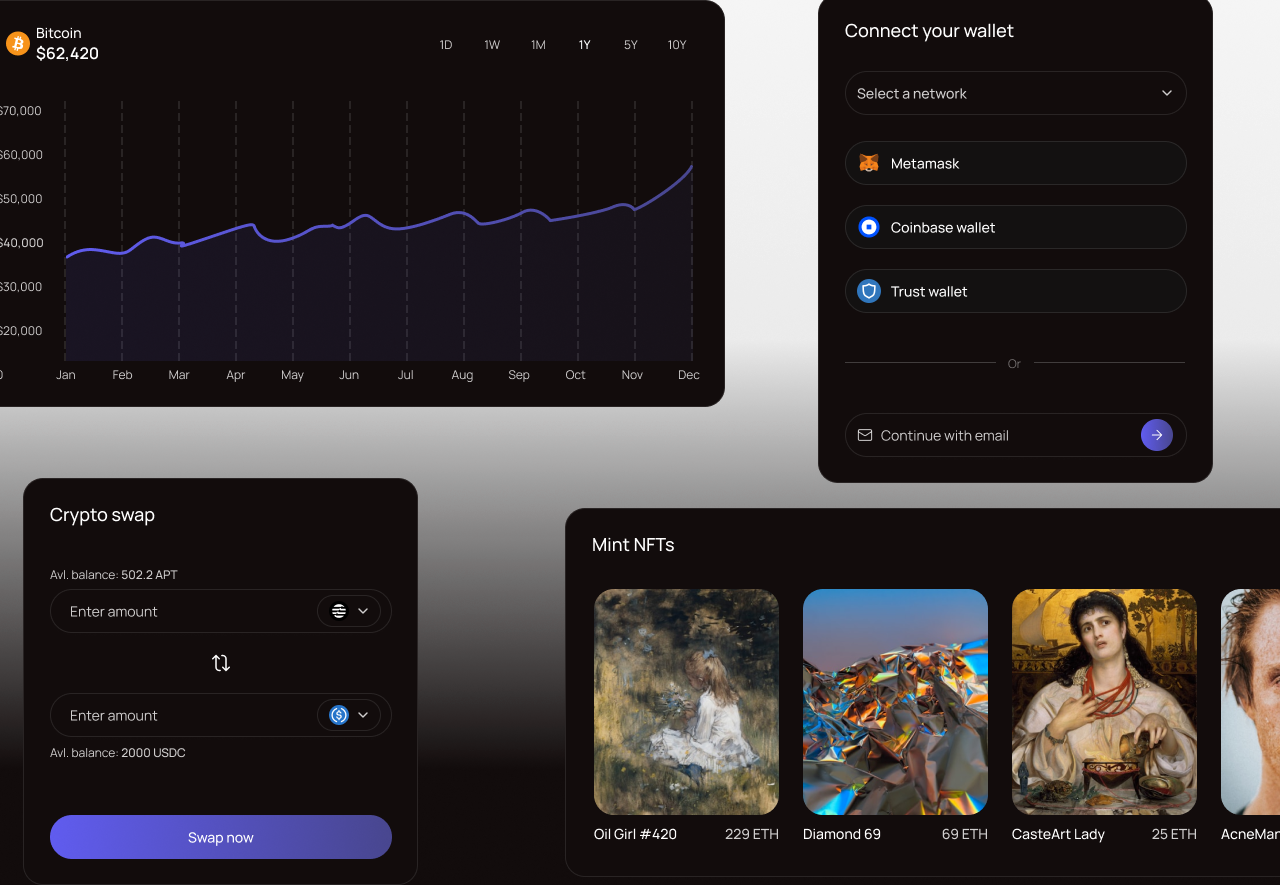 Bitcoin
$62,420
1D 1W 1M 1Y 5Y 10Y
$70,000
$60,000
$50,000
$40,000
$30,000
$20,000
0
Jan Feb Mar Apr May Jun Jul Aug Sep Oct Nov Dec
Connect your wallet
Select a network
Metamask
Coinbase wallet
Trust wallet
Or
Continue with email
Crypto swap
Avl. balance: 502.2 APT
Enter amount
Enter amount
Avl. balance: 2000 USDC
Swap now
Mint NFTs
Oil Girl #420 229 ETH
Diamond 69 69 ETH
CasteArt Lady 25 ETH
AcneMan